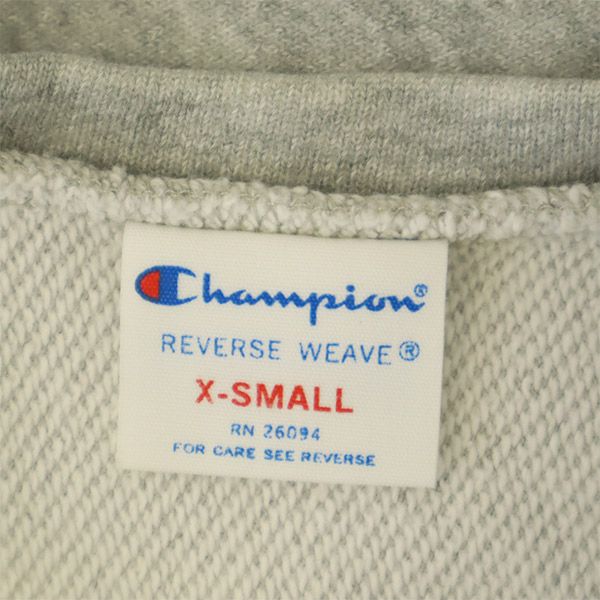 Champion®
REVERSE WEAVE®
X-SMALL
RN 26094
FOR CARE SEE REVERSE